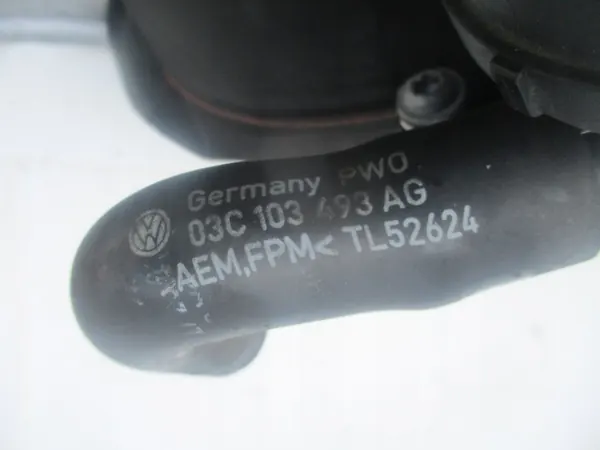 Germany PWO
03C 103 493 AG
AEM,FPM< TL52624